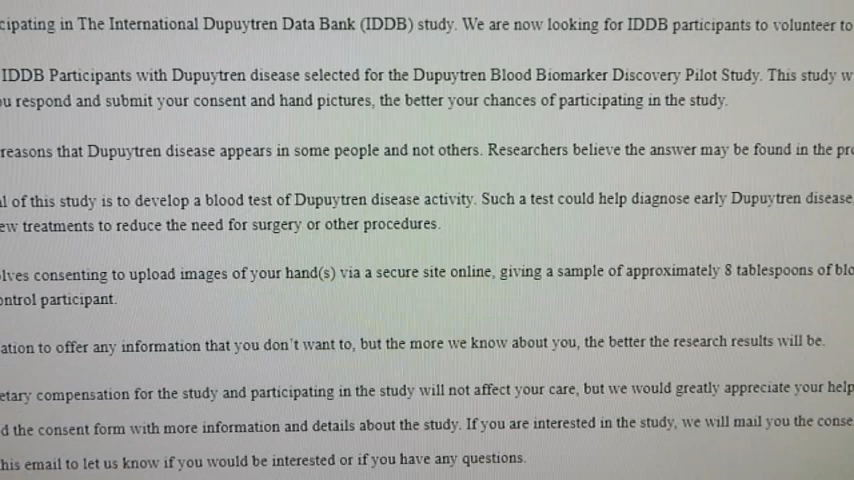 cipating in The International Dupuytren Data Bank (IDDB) study. We are now looking for IDDB participants to volunteer to
IDDB Participants with Dupuytren disease selected for the Dupuytren Blood Biomarker Discovery Pilot Study. This study w
u respond and submit your consent and hand pictures, the better your chances of participating in the study.
reasons that Dupuytren disease appears in some people and not others. Researchers believe the answer may be found in the pro
al of this study is to develop a blood test of Dupuytren disease activity. Such a test could help diagnose early Dupuytren disease,
ew treatments to reduce the need for surgery or other procedures.
lves consenting to upload images of your hand(s) via a secure site online, giving a sample of approximately 8 tablespoons of blo
ontrol participant.
ation to offer any information that you don't want to, but the more we know about you, the better the research results will be.
etary compensation for the study and participating in the study will not affect your care, but we would greatly appreciate your help
d the consent form with more information and details about the study. If you are interested in the study, we will mail you the conse
his email to let us know if you would be interested or if you have any questions.